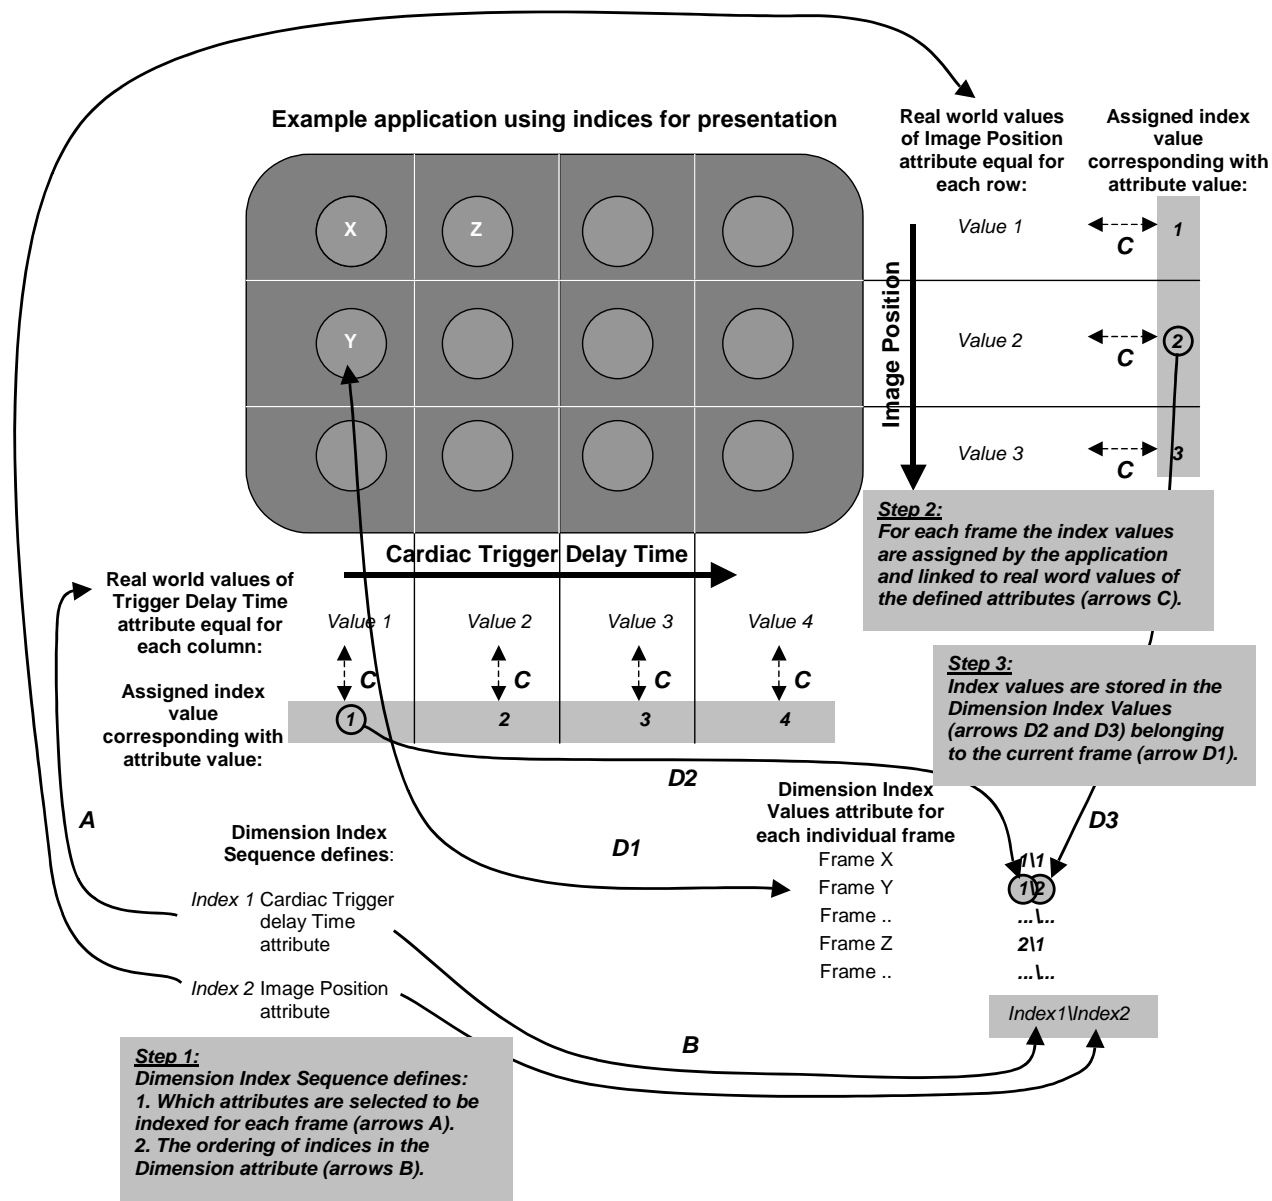 Example application using indices for presentation
Real world values
of Image Position
attribute equal for
each row:
Assigned index
value
corresponding with
attribute value:
X
Z
Y
Image Position
Value 1
C
1
Value 2
C
2
Value 3
C
3
Step 2:
For each frame the index values
are assigned by the application
and linked to real word values of
the defined attributes (arrows C).
Cardiac Trigger Delay Time
Real world values of
Trigger Delay Time
attribute equal for
each column:
Value 1
Value 2
Value 3
Value 4
C
C
C
C
Assigned index
value
corresponding with
attribute value:
1
2
3
4
Step 3:
Index values are stored in the
Dimension Index Values
(arrows D2 and D3) belonging
to the current frame (arrow D1).
D2
D3
A
D1
Dimension Index
Sequence defines:
Index 1 Cardiac Trigger
delay Time
attribute
Index 2 Image Position
attribute
Dimension Index
Values attribute for
each individual frame
Frame X 1\1
Frame Y 1\2
Frame .. ...\...
Frame Z 2\1
Frame .. ...\...
Index1\Index2
B
Step 1:
Dimension Index Sequence defines:
1. Which attributes are selected to be
indexed for each frame (arrows A).
2. The ordering of indices in the
Dimension attribute (arrows B).